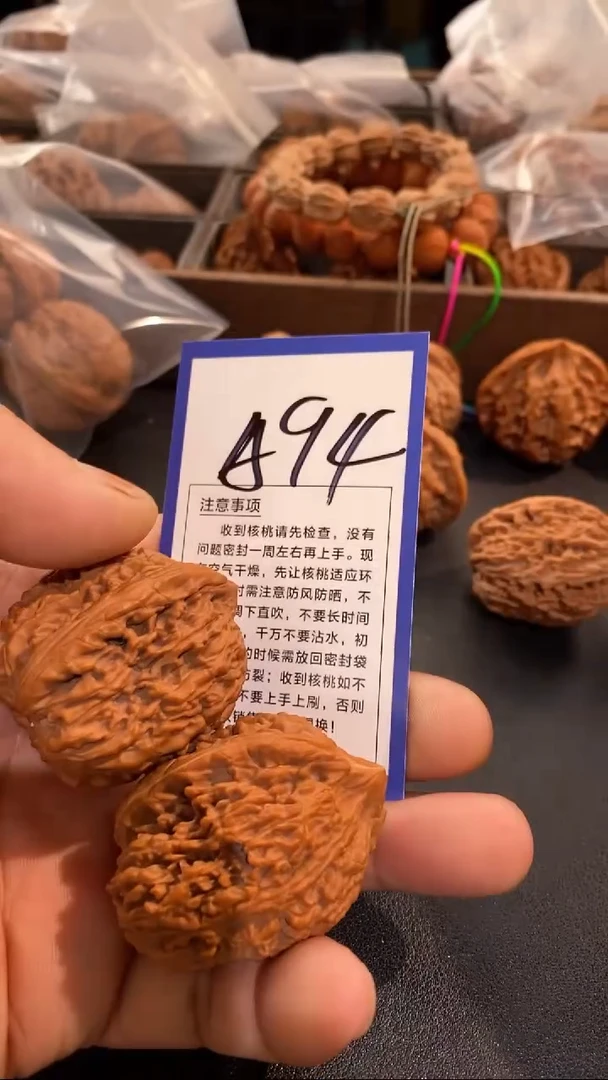 A94
注意事项
收到核桃请先检查，没有
问题密封一周左右再上手。现
空气干燥，先让核桃适应环
时需注意防风防晒，不
调下直吹，不要长时间
，千万不要沾水，初
的时候需放回密封袋
防裂；收到核桃如不
不要上手上刷，否则
换！